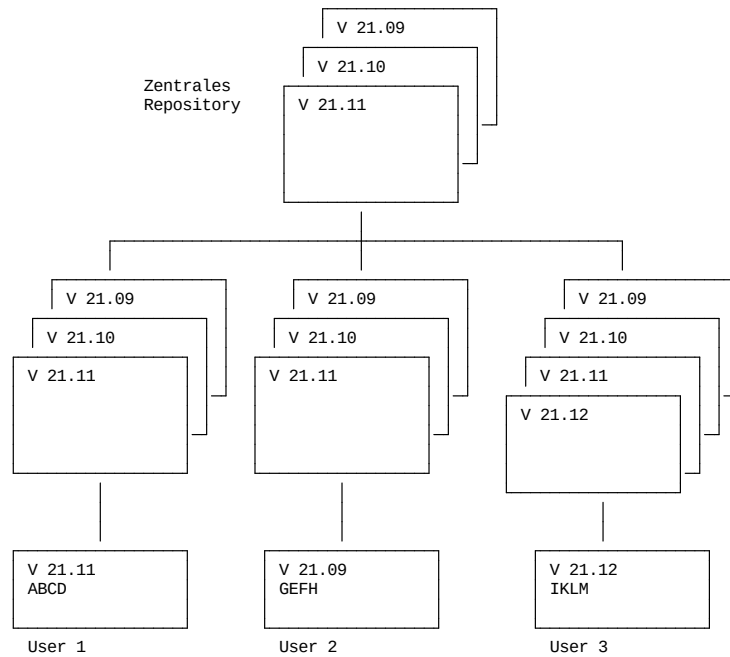 V 21.09
V 21.10
Zentrales
Repository
V 21.11
V 21.09
V 21.10
V 21.11
V 21.09
V 21.10
V 21.11
V 21.09
V 21.10
V 21.11
V 21.12
V 21.11
ABCD
User 1
V 21.09
GEFH
User 2
V 21.12
IKLM
User 3